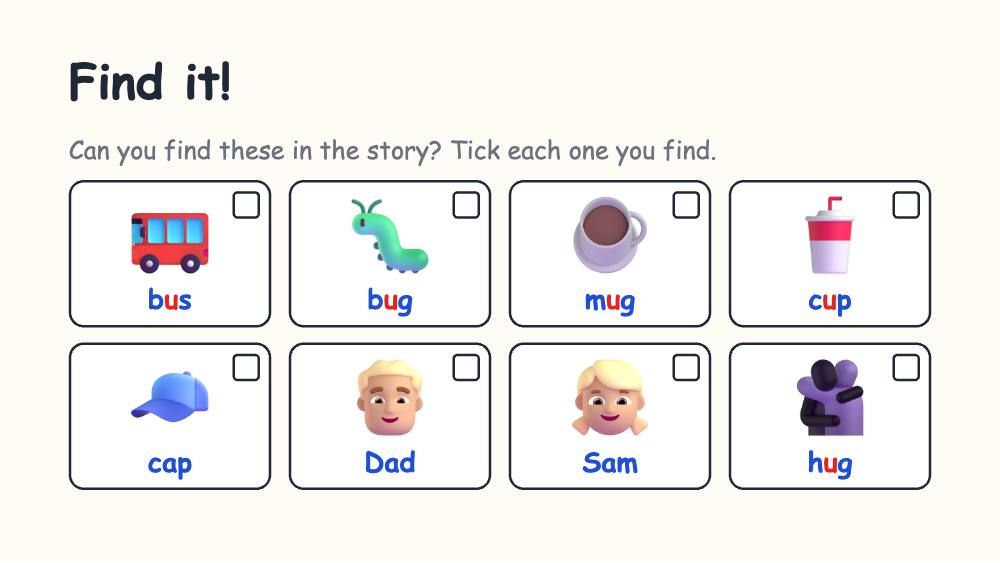 Find it!
Can you find these in the story? Tick each one you find.
bus bug mug cup
cap Dad Sam hug